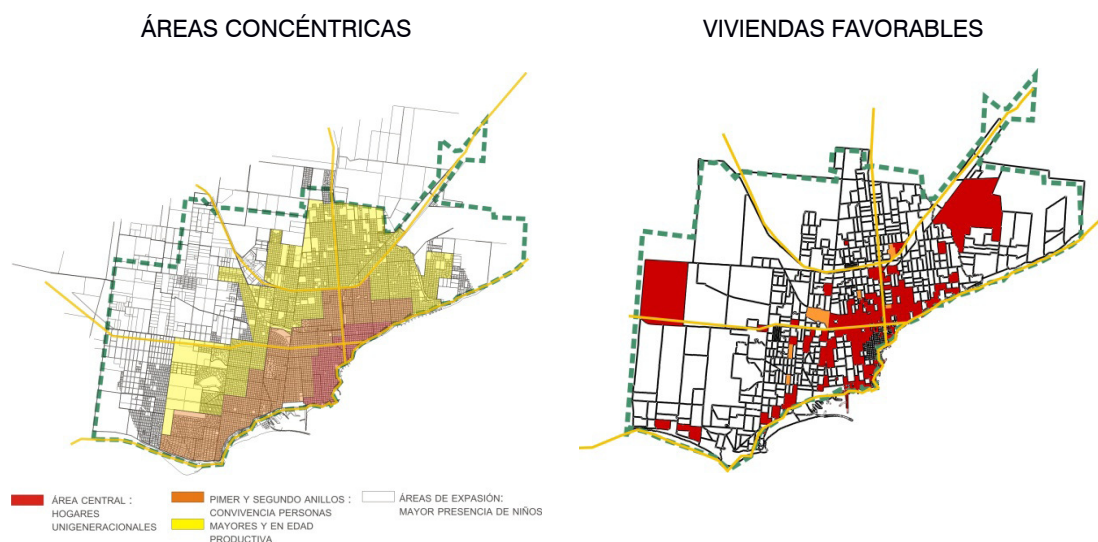 ÁREAS CONCÉNTRICAS
VIVIENDAS FAVORABLES
ÁREA CENTRAL :
HOGARES
UNIGENERACIONALES
PIMER Y SEGUNDO ANILLOS :
CONVIVENCIA PERSONAS
MAYORES Y EN EDAD
PRODUCTIVA
ÁREAS DE EXPASIÓN:
MAYOR PRESENCIA DE NIÑOS